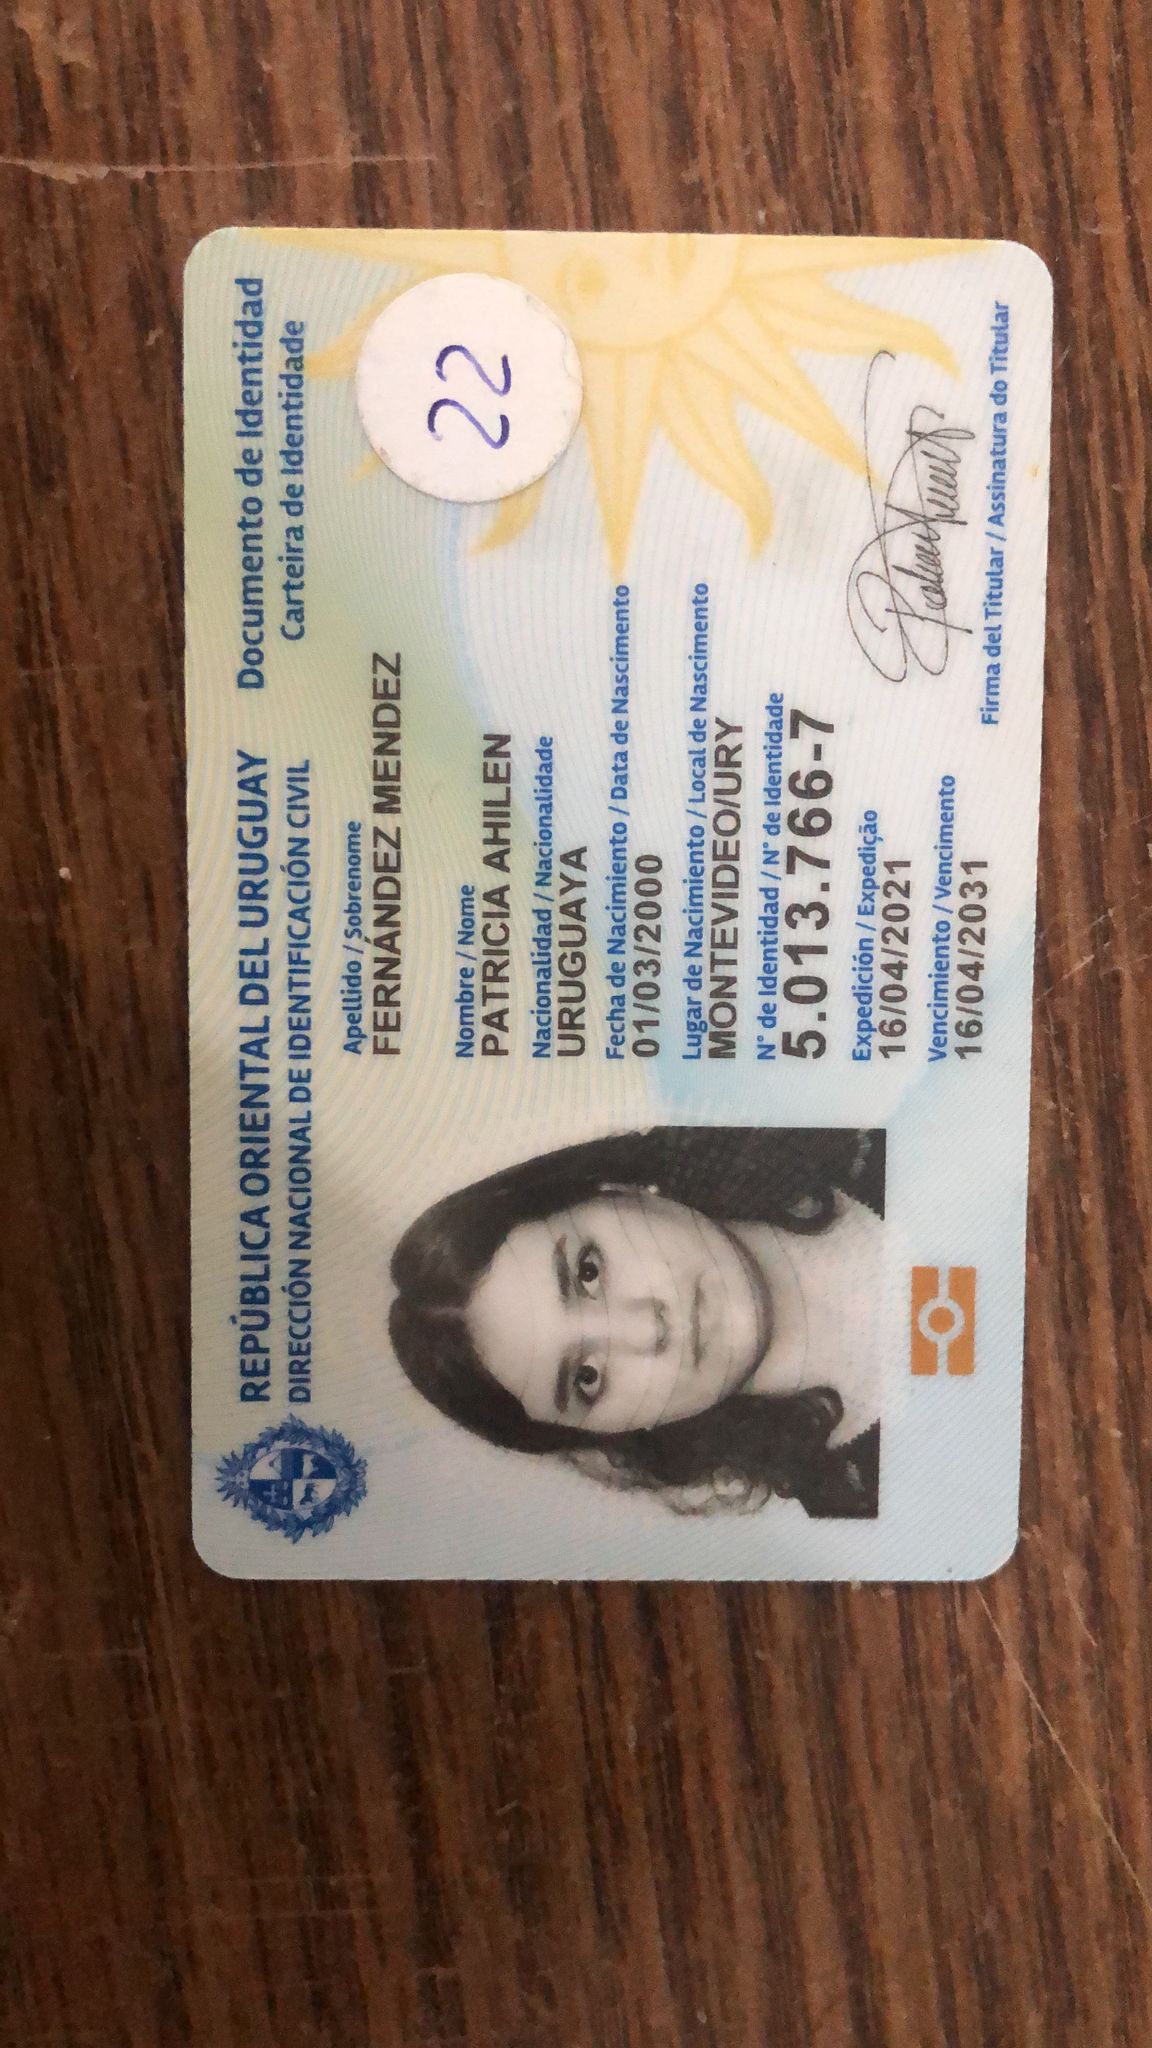 REPÚBLICA ORIENTAL DEL URUGUAY
DIRECCIÓN NACIONAL DE IDENTIFICACIÓN CIVIL
Documento de Identidad
Carteira de Identidade
22
Apellido / Sobrenome
FERNÁNDEZ MENDEZ
Nombre / Nome
PATRICIA AHILEN
Nacionalidad / Nacionalidade
URUGUAYA
Fecha de Nacimiento / Data de Nascimento
01/03/2000
Lugar de Nacimiento / Local de Nascimento
MONTEVIDEO/URY
N° de Identidad / N° de Identidade
5.013.766-7
Expedición / Expedição
16/04/2021
Vencimiento / Vencimento
16/04/2031
Firma del Titular / Assinatura do Titular